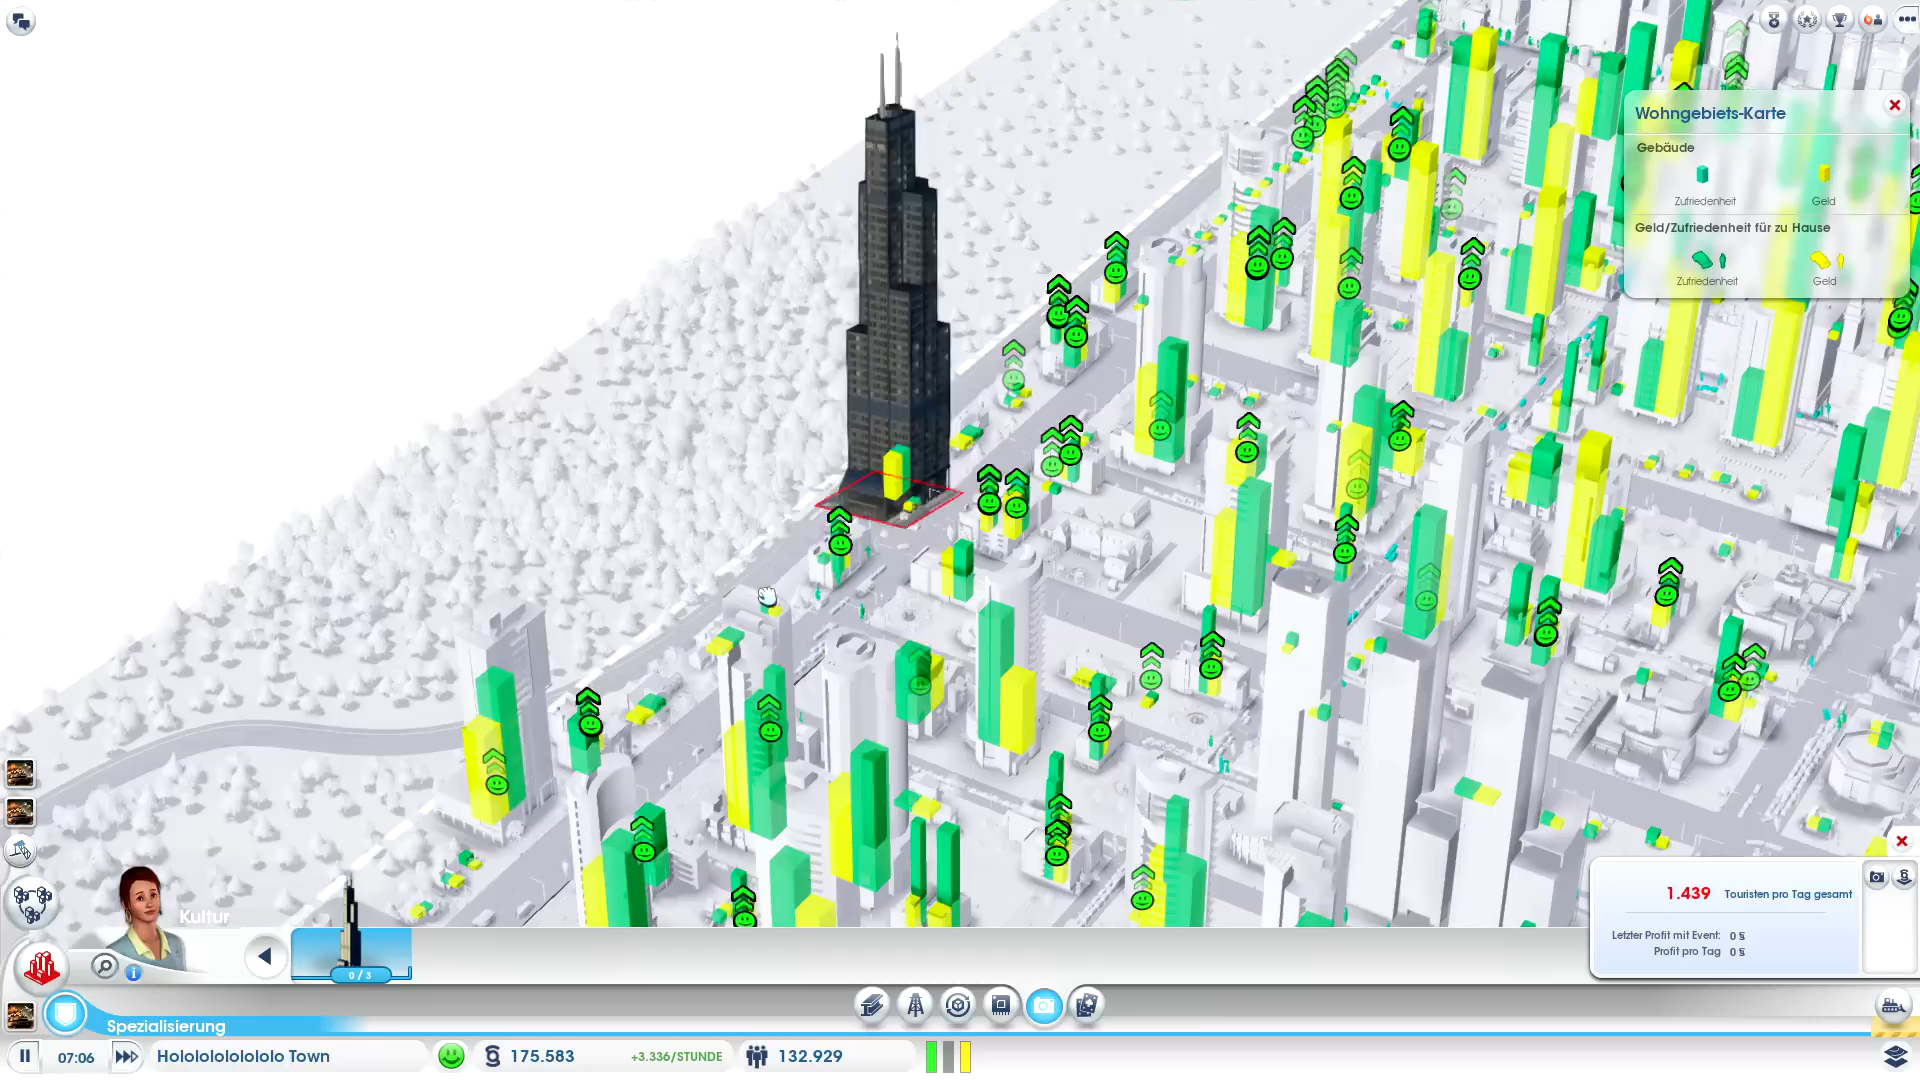 Wohngebiets-Karte
Gebäude
Zufriedenheit Geld
Geld/Zufriedenheit für zu Hause
Zufriedenheit Geld
Kultur
0 / 3
1.439 Touristen pro Tag gesamt
Letzter Profit mit Event: 0 §
Profit pro Tag 0 §
Spezialisierung
07:06 Holololololololo Town 175.583 +3.336/STUNDE 132.929